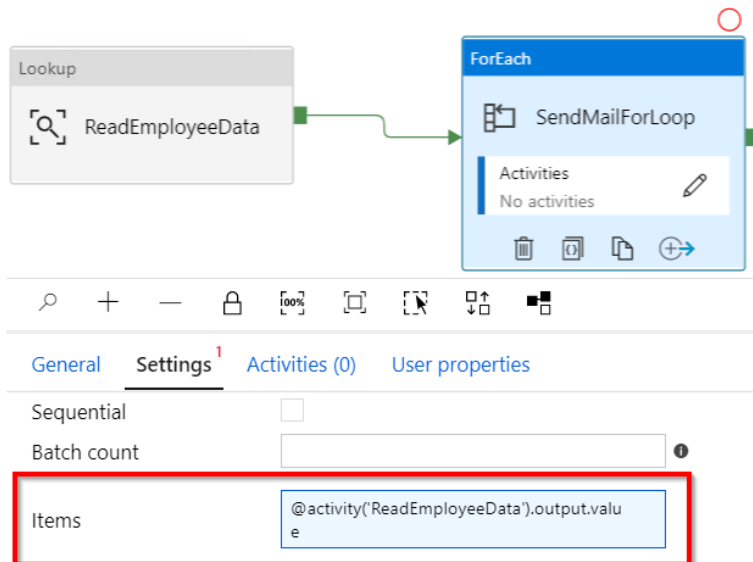 Lookup
ReadEmployeeData
ForEach
SendMailForLoop
Activities
No activities
100%
General
Settings 1
Activities (0)
User properties
Sequential
Batch count
Items
@activity('ReadEmployeeData').output.valu
e